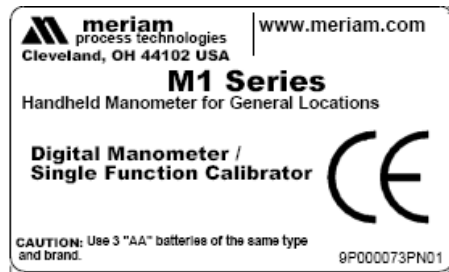 meriam
process technologies
www.meriam.com
Cleveland, OH 44102 USA
M1 Series
Handheld Manometer for General Locations
Digital Manometer /
Single Function Calibrator
CE
CAUTION: Use 3 "AA" batteries of the same type
and brand.
9P000073PN01